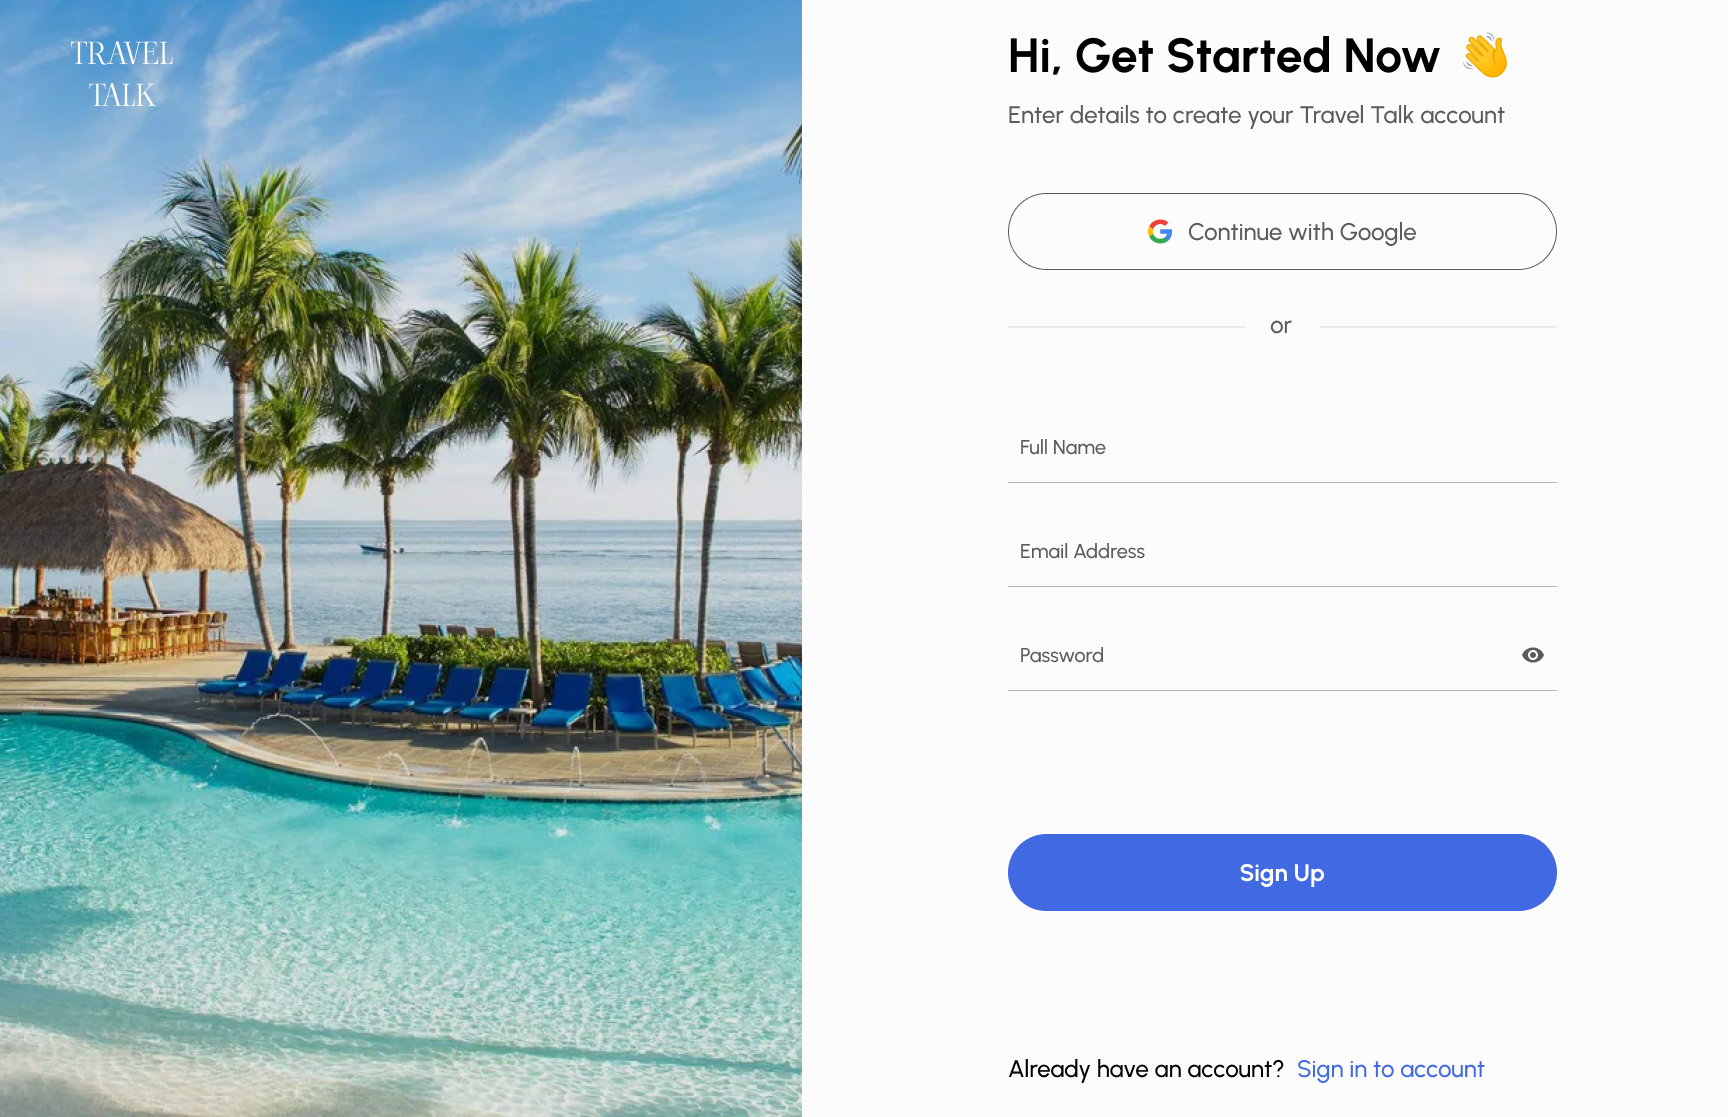 TRAVEL
TALK
Hi, Get Started Now 👋
Enter details to create your Travel Talk account
Continue with Google
or
Full Name
Email Address
Password
Sign Up
Already have an account? Sign in to account